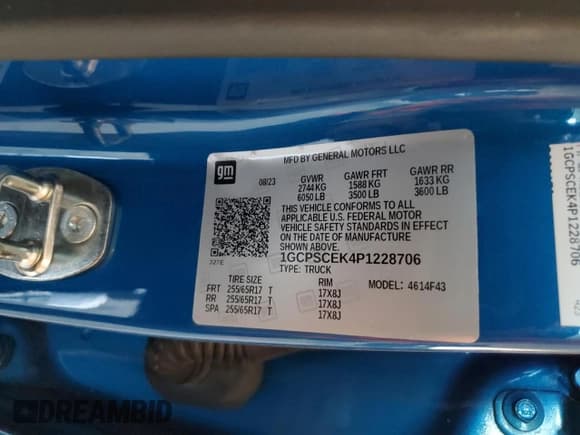 MFD BY GENERAL MOTORS LLC
gm
08/23 GVWR GAWR FRT GAWR RR
2744 KG 1588 KG 1633 KG
6050 LB 3500 LB 3600 LB
THIS VEHICLE CONFORMS TO ALL
APPLICABLE U.S. FEDERAL MOTOR
VEHICLE SAFETY STANDARDS IN EFFECT
ON THE DATE OF MANUFACTURE
SHOWN ABOVE.
1GCPSCEK4P1228706
TYPE: TRUCK
TIRE SIZE RIM MODEL: 4614F43
FRT 255/65R17 T 17X8J
RR 255/65R17 T 17X8J
SPA 255/65R17 T 17X8J
1GCPSCEK4P1228706
DREAMBID